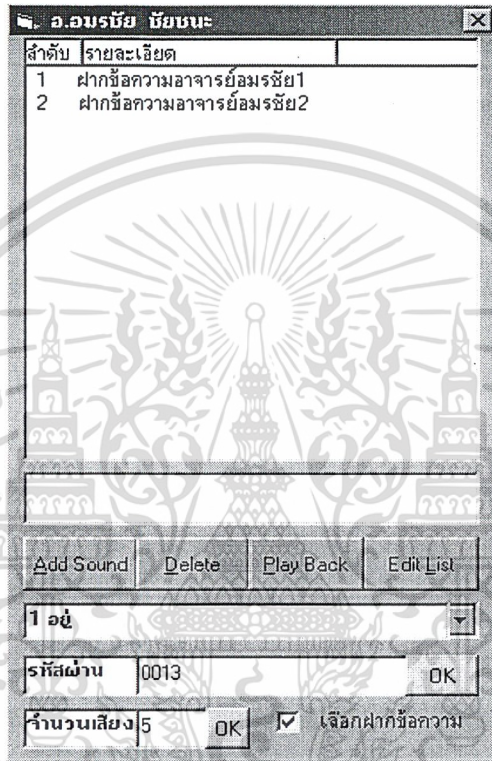 อ.อมรชัย ชัยชนะ
ลำดับ รายละเอียด
1 ฝากข้อความอาจารย์อมรชัย1
2 ฝากข้อความอาจารย์อมรชัย2
Add Sound Delete Play Back Edit List
1 อยู่
รหัสผ่าน 0013 OK
จำนวนเสียง 5 OK เลือกฝากข้อความ